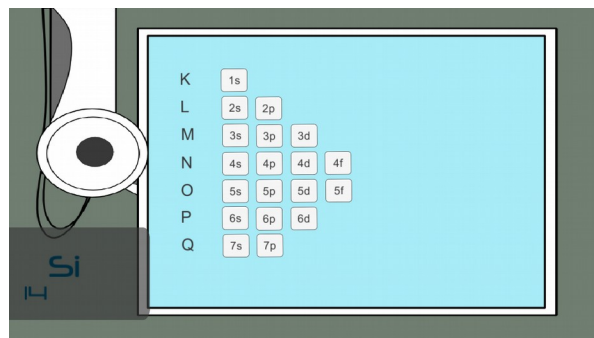 K 1s
L 2s 2p
M 3s 3p 3d
N 4s 4p 4d 4f
O 5s 5p 5d 5f
P 6s 6p 6d
Q 7s 7p
Si
14